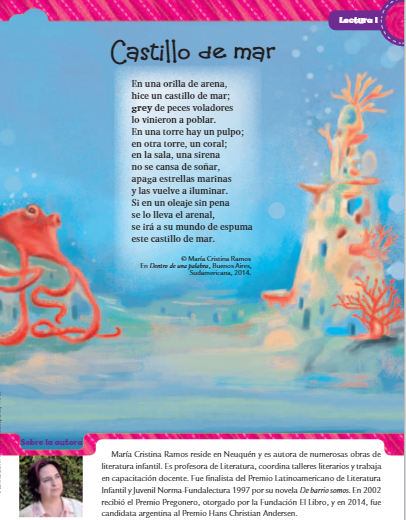 Lectura 1
Castillo de mar
En una orilla de arena,
hice un castillo de mar;
grey de peces voladores
lo vinieron a poblar.
En una torre hay un pulpo;
en otra torre, un coral;
en la sala, una sirena
no se cansa de soñar,
apaga estrellas marinas
y las vuelve a iluminar.
Si en un oleaje sin pena
se lo lleva el arenal,
se irá a su mundo de espuma
este castillo de mar.
© María Cristina Ramos
En Dentro de una palabra, Buenos Aires,
Sudamericana, 2014.
Sobre la autora
María Cristina Ramos reside en Neuquén y es autora de numerosas obras de
literatura infantil. Es profesora de Literatura, coordina talleres literarios y trabaja
en capacitación docente. Fue finalista del Premio Latinoamericano de Literatura
Infantil y Juvenil Norma-Fundalectura 1997 por su novela De barrio somos. En 2002
recibió el Premio Pregonero, otorgado por la Fundación El Libro, y en 2014, fue
candidata argentina al Premio Hans Christian Andersen.